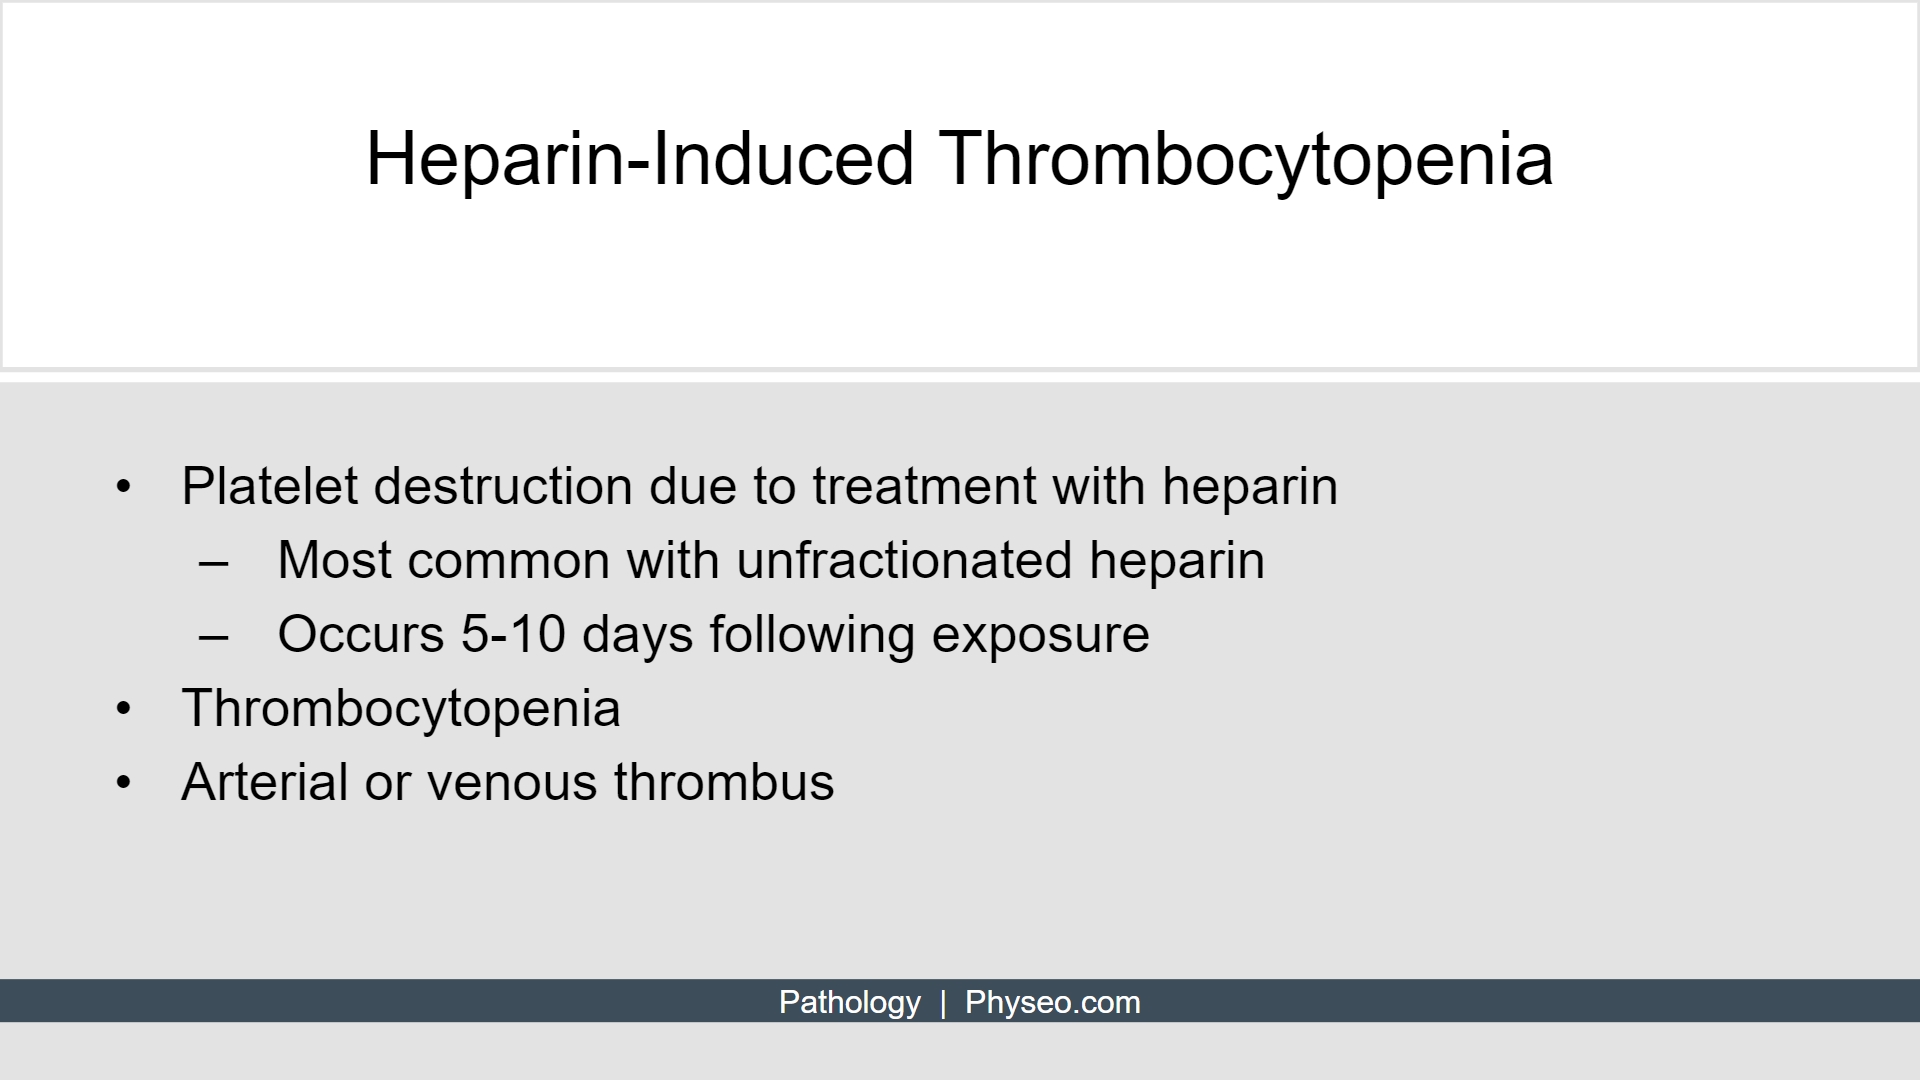 Heparin-Induced Thrombocytopenia
• Platelet destruction due to treatment with heparin
– Most common with unfractionated heparin
– Occurs 5-10 days following exposure
• Thrombocytopenia
• Arterial or venous thrombus
Pathology | Physeo.com